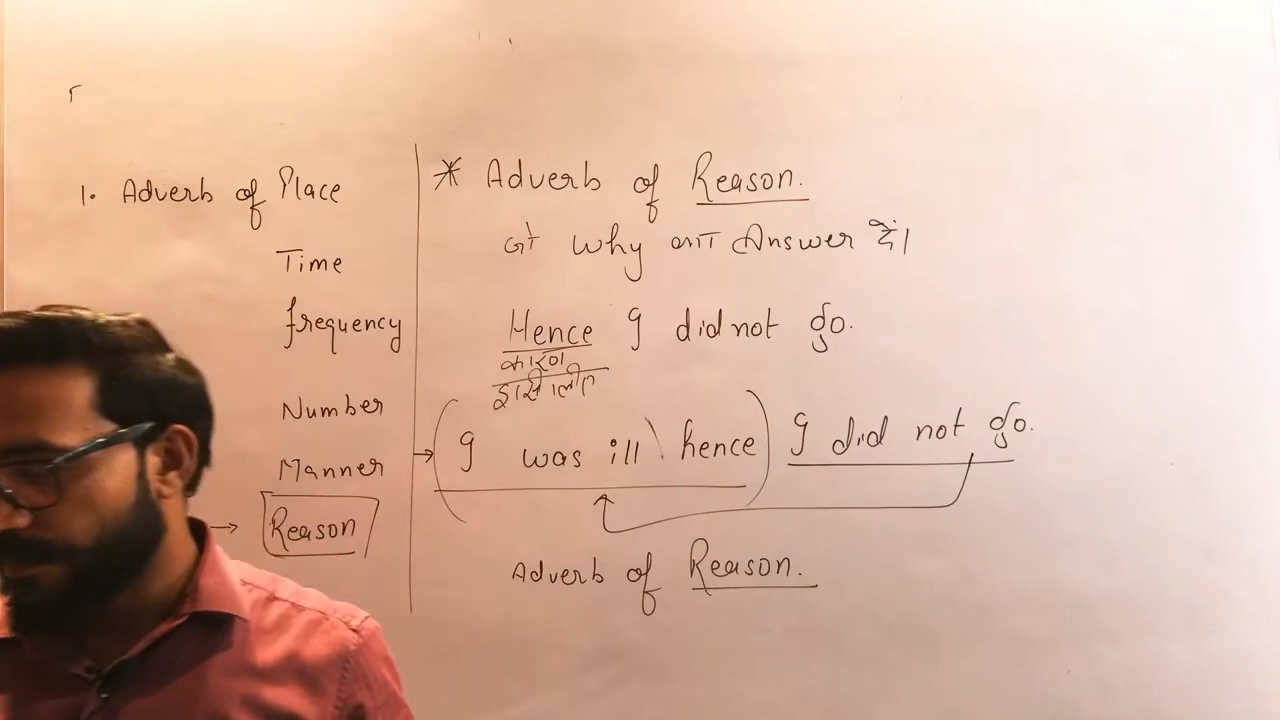 1. Adverb of Place
Time
frequency
Number
Manner
→ Reason
* Adverb of Reason.
जो Why का Answer दें।
Hence I did not go.
कारण
इसीलिए
→ (I was ill \ hence) I did not go.
Adverb of Reason.